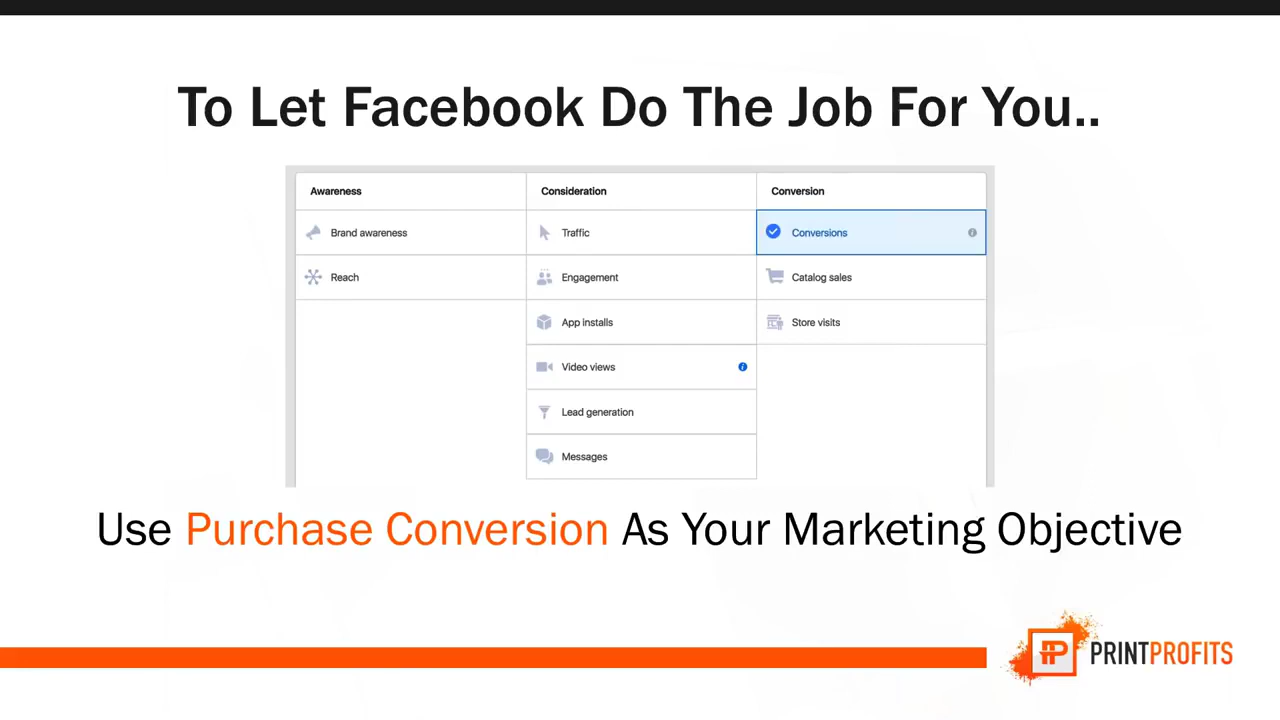 To Let Facebook Do The Job For You..
Awareness
Consideration
Conversion
Brand awareness
Traffic
Conversions
Reach
Engagement
Catalog sales
App installs
Store visits
Video views
Lead generation
Messages
Use Purchase Conversion As Your Marketing Objective
PRINTPROFITS